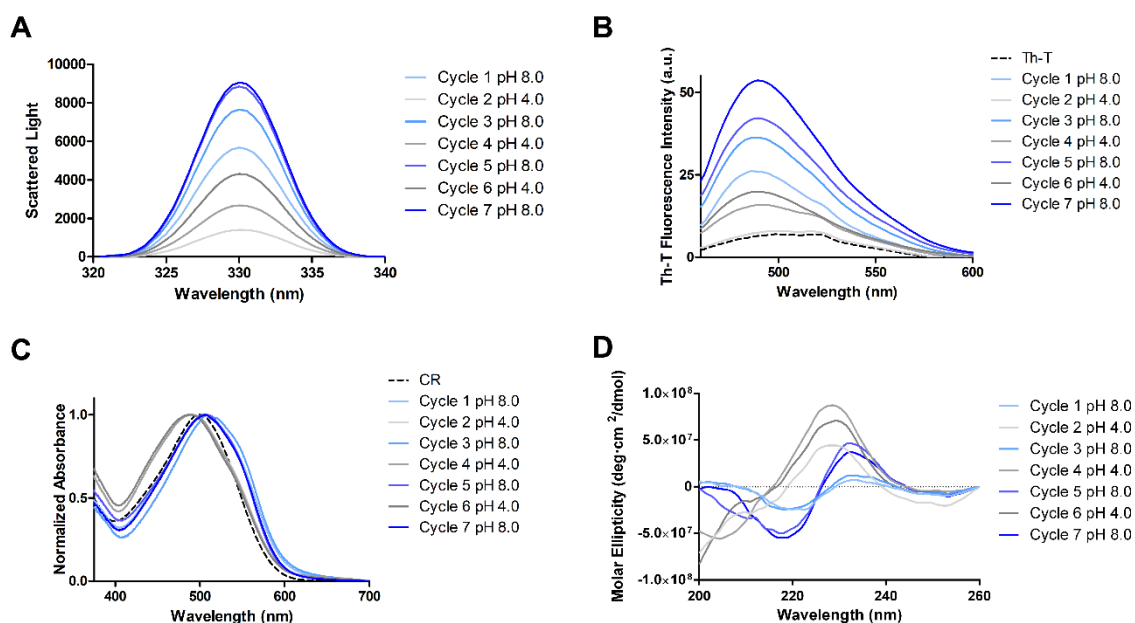 A
Scattered Light
10000
8000
6000
4000
2000
0
320
325
330
335
340
Wavelength (nm)
Cycle 1 pH 8.0
Cycle 2 pH 4.0
Cycle 3 pH 8.0
Cycle 4 pH 4.0
Cycle 5 pH 8.0
Cycle 6 pH 4.0
Cycle 7 pH 8.0
B
Th-T Fluorescence Intensity (a.u.)
50
25
0
500
550
600
Wavelength (nm)
Th-T
Cycle 1 pH 8.0
Cycle 2 pH 4.0
Cycle 3 pH 8.0
Cycle 4 pH 4.0
Cycle 5 pH 8.0
Cycle 6 pH 4.0
Cycle 7 pH 8.0
C
Normalized Absorbance
1.0
0.5
0.0
400
500
600
700
Wavelength (nm)
CR
Cycle 1 pH 8.0
Cycle 2 pH 4.0
Cycle 3 pH 8.0
Cycle 4 pH 4.0
Cycle 5 pH 8.0
Cycle 6 pH 4.0
Cycle 7 pH 8.0
D
Molar Ellipticity (deg·cm²/dmol)
1.0×10⁸
5.0×10⁷
0
-5.0×10⁷
-1.0×10⁸
200
220
240
260
Wavelength (nm)
Cycle 1 pH 8.0
Cycle 2 pH 4.0
Cycle 3 pH 8.0
Cycle 4 pH 4.0
Cycle 5 pH 8.0
Cycle 6 pH 4.0
Cycle 7 pH 8.0